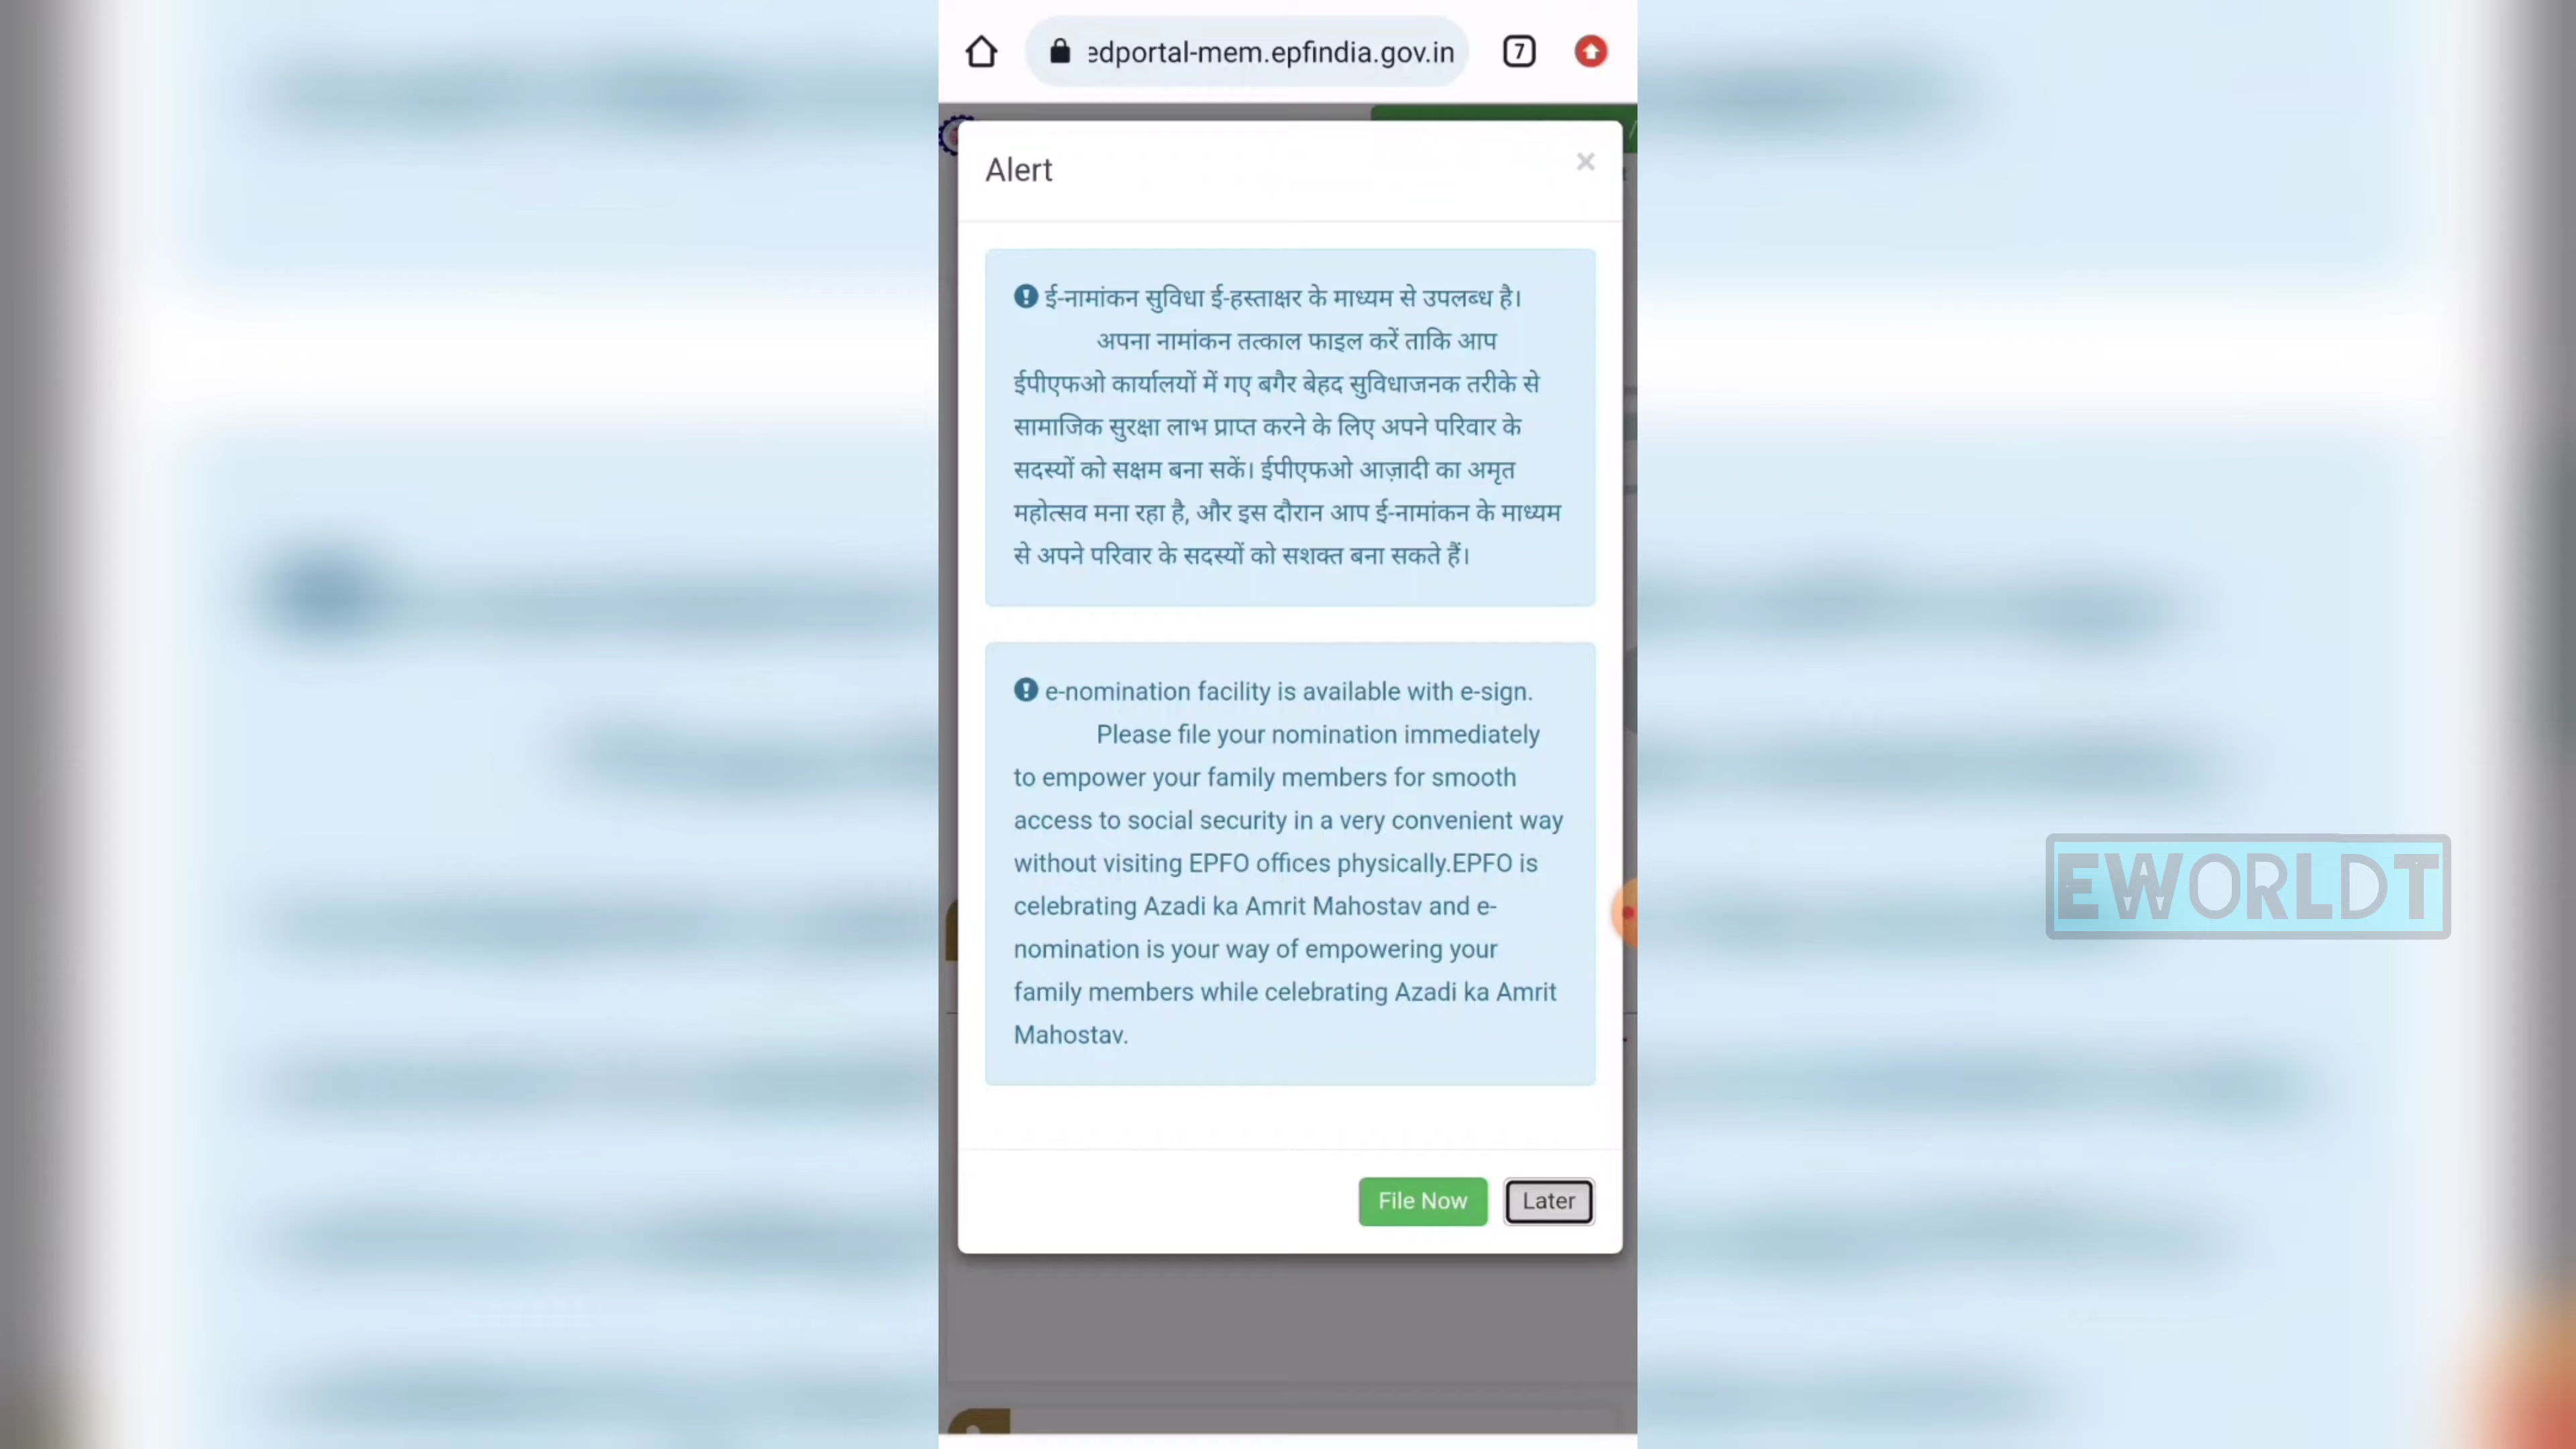 edportal-mem.epfindia.gov.in
7
Alert
×
ई-नामांकन सुविधा ई-हस्ताक्षर के माध्यम से उपलब्ध है।
अपना नामांकन तत्काल फाइल करें ताकि आप
ईपीएफओ कार्यालयों में गए बगैर बेहद सुविधाजनक तरीके से
सामाजिक सुरक्षा लाभ प्राप्त करने के लिए अपने परिवार के
सदस्यों को सक्षम बना सकें। ईपीएफओ आज़ादी का अमृत
महोत्सव मना रहा है, और इस दौरान आप ई-नामांकन के माध्यम
से अपने परिवार के सदस्यों को सशक्त बना सकते हैं।
e-nomination facility is available with e-sign.
Please file your nomination immediately
to empower your family members for smooth
access to social security in a very convenient way
without visiting EPFO offices physically.EPFO is
celebrating Azadi ka Amrit Mahostav and e-
nomination is your way of empowering your
family members while celebrating Azadi ka Amrit
Mahostav.
File Now
Later
EWORLDT